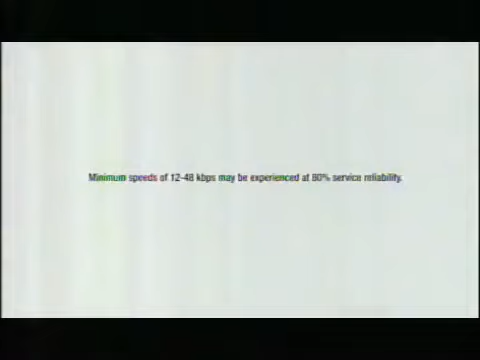 Minimum speeds of 12-48 kbps may be experienced at 80% service reliability.